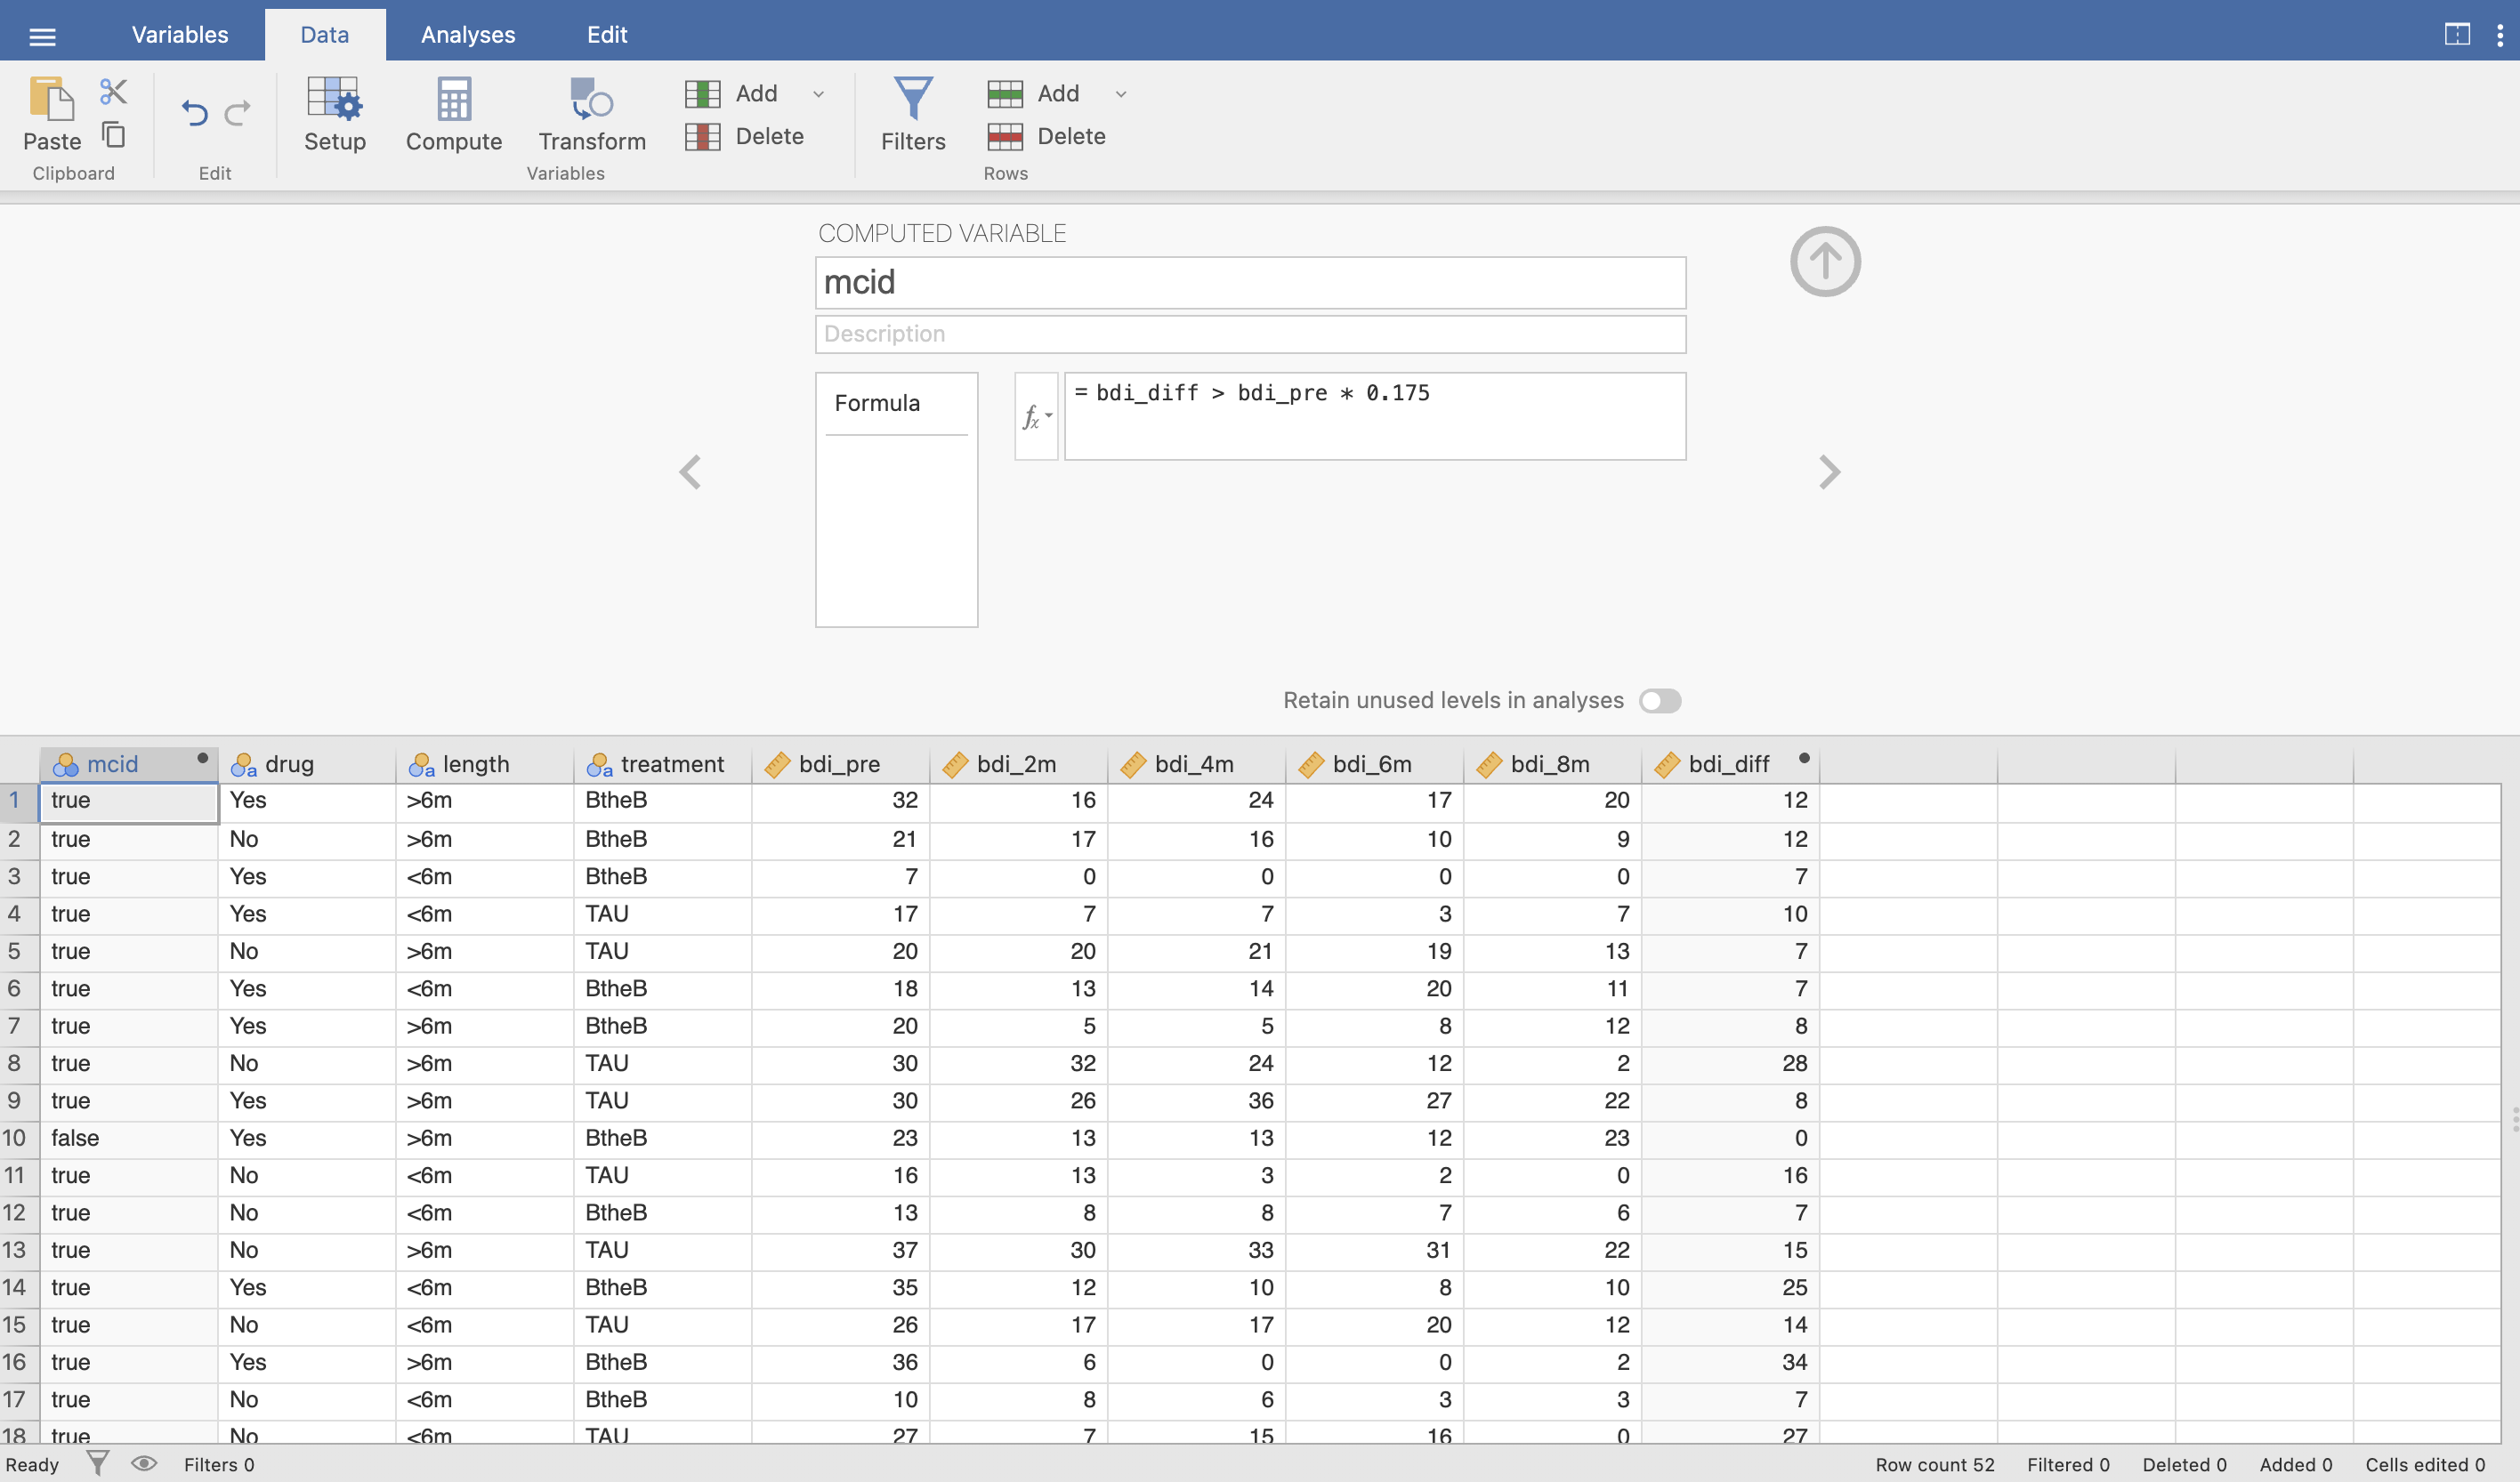 Variables Data Analyses Edit
Paste
Clipboard
Edit
Setup Compute Transform Add Delete
Variables
Filters Add Delete
Rows
COMPUTED VARIABLE
mcid
Description
Formula
fx = bdi_diff > bdi_pre * 0.175
Retain unused levels in analyses
mcid drug length treatment bdi_pre bdi_2m bdi_4m bdi_6m bdi_8m bdi_diff
1 true Yes >6m BtheB 32 16 24 17 20 12
2 true No >6m BtheB 21 17 16 10 9 12
3 true Yes <6m BtheB 7 0 0 0 0 7
4 true Yes <6m TAU 17 7 7 3 7 10
5 true No >6m TAU 20 20 21 19 13 7
6 true Yes <6m BtheB 18 13 14 20 11 7
7 true Yes >6m BtheB 20 5 5 8 12 8
8 true No >6m TAU 30 32 24 12 2 28
9 true Yes >6m TAU 30 26 36 27 22 8
10 false Yes >6m BtheB 23 13 13 12 23 0
11 true No <6m TAU 16 13 3 2 0 16
12 true No <6m BtheB 13 8 8 7 6 7
13 true No >6m TAU 37 30 33 31 22 15
14 true Yes <6m BtheB 35 12 10 8 10 25
15 true No <6m TAU 26 17 17 20 12 14
16 true Yes >6m BtheB 36 6 0 0 2 34
17 true No <6m BtheB 10 8 6 3 3 7
18 true No <6m TAU 27 7 15 16 0 27
Ready Filters 0 Row count 52 Filtered 0 Deleted 0 Added 0 Cells edited 0